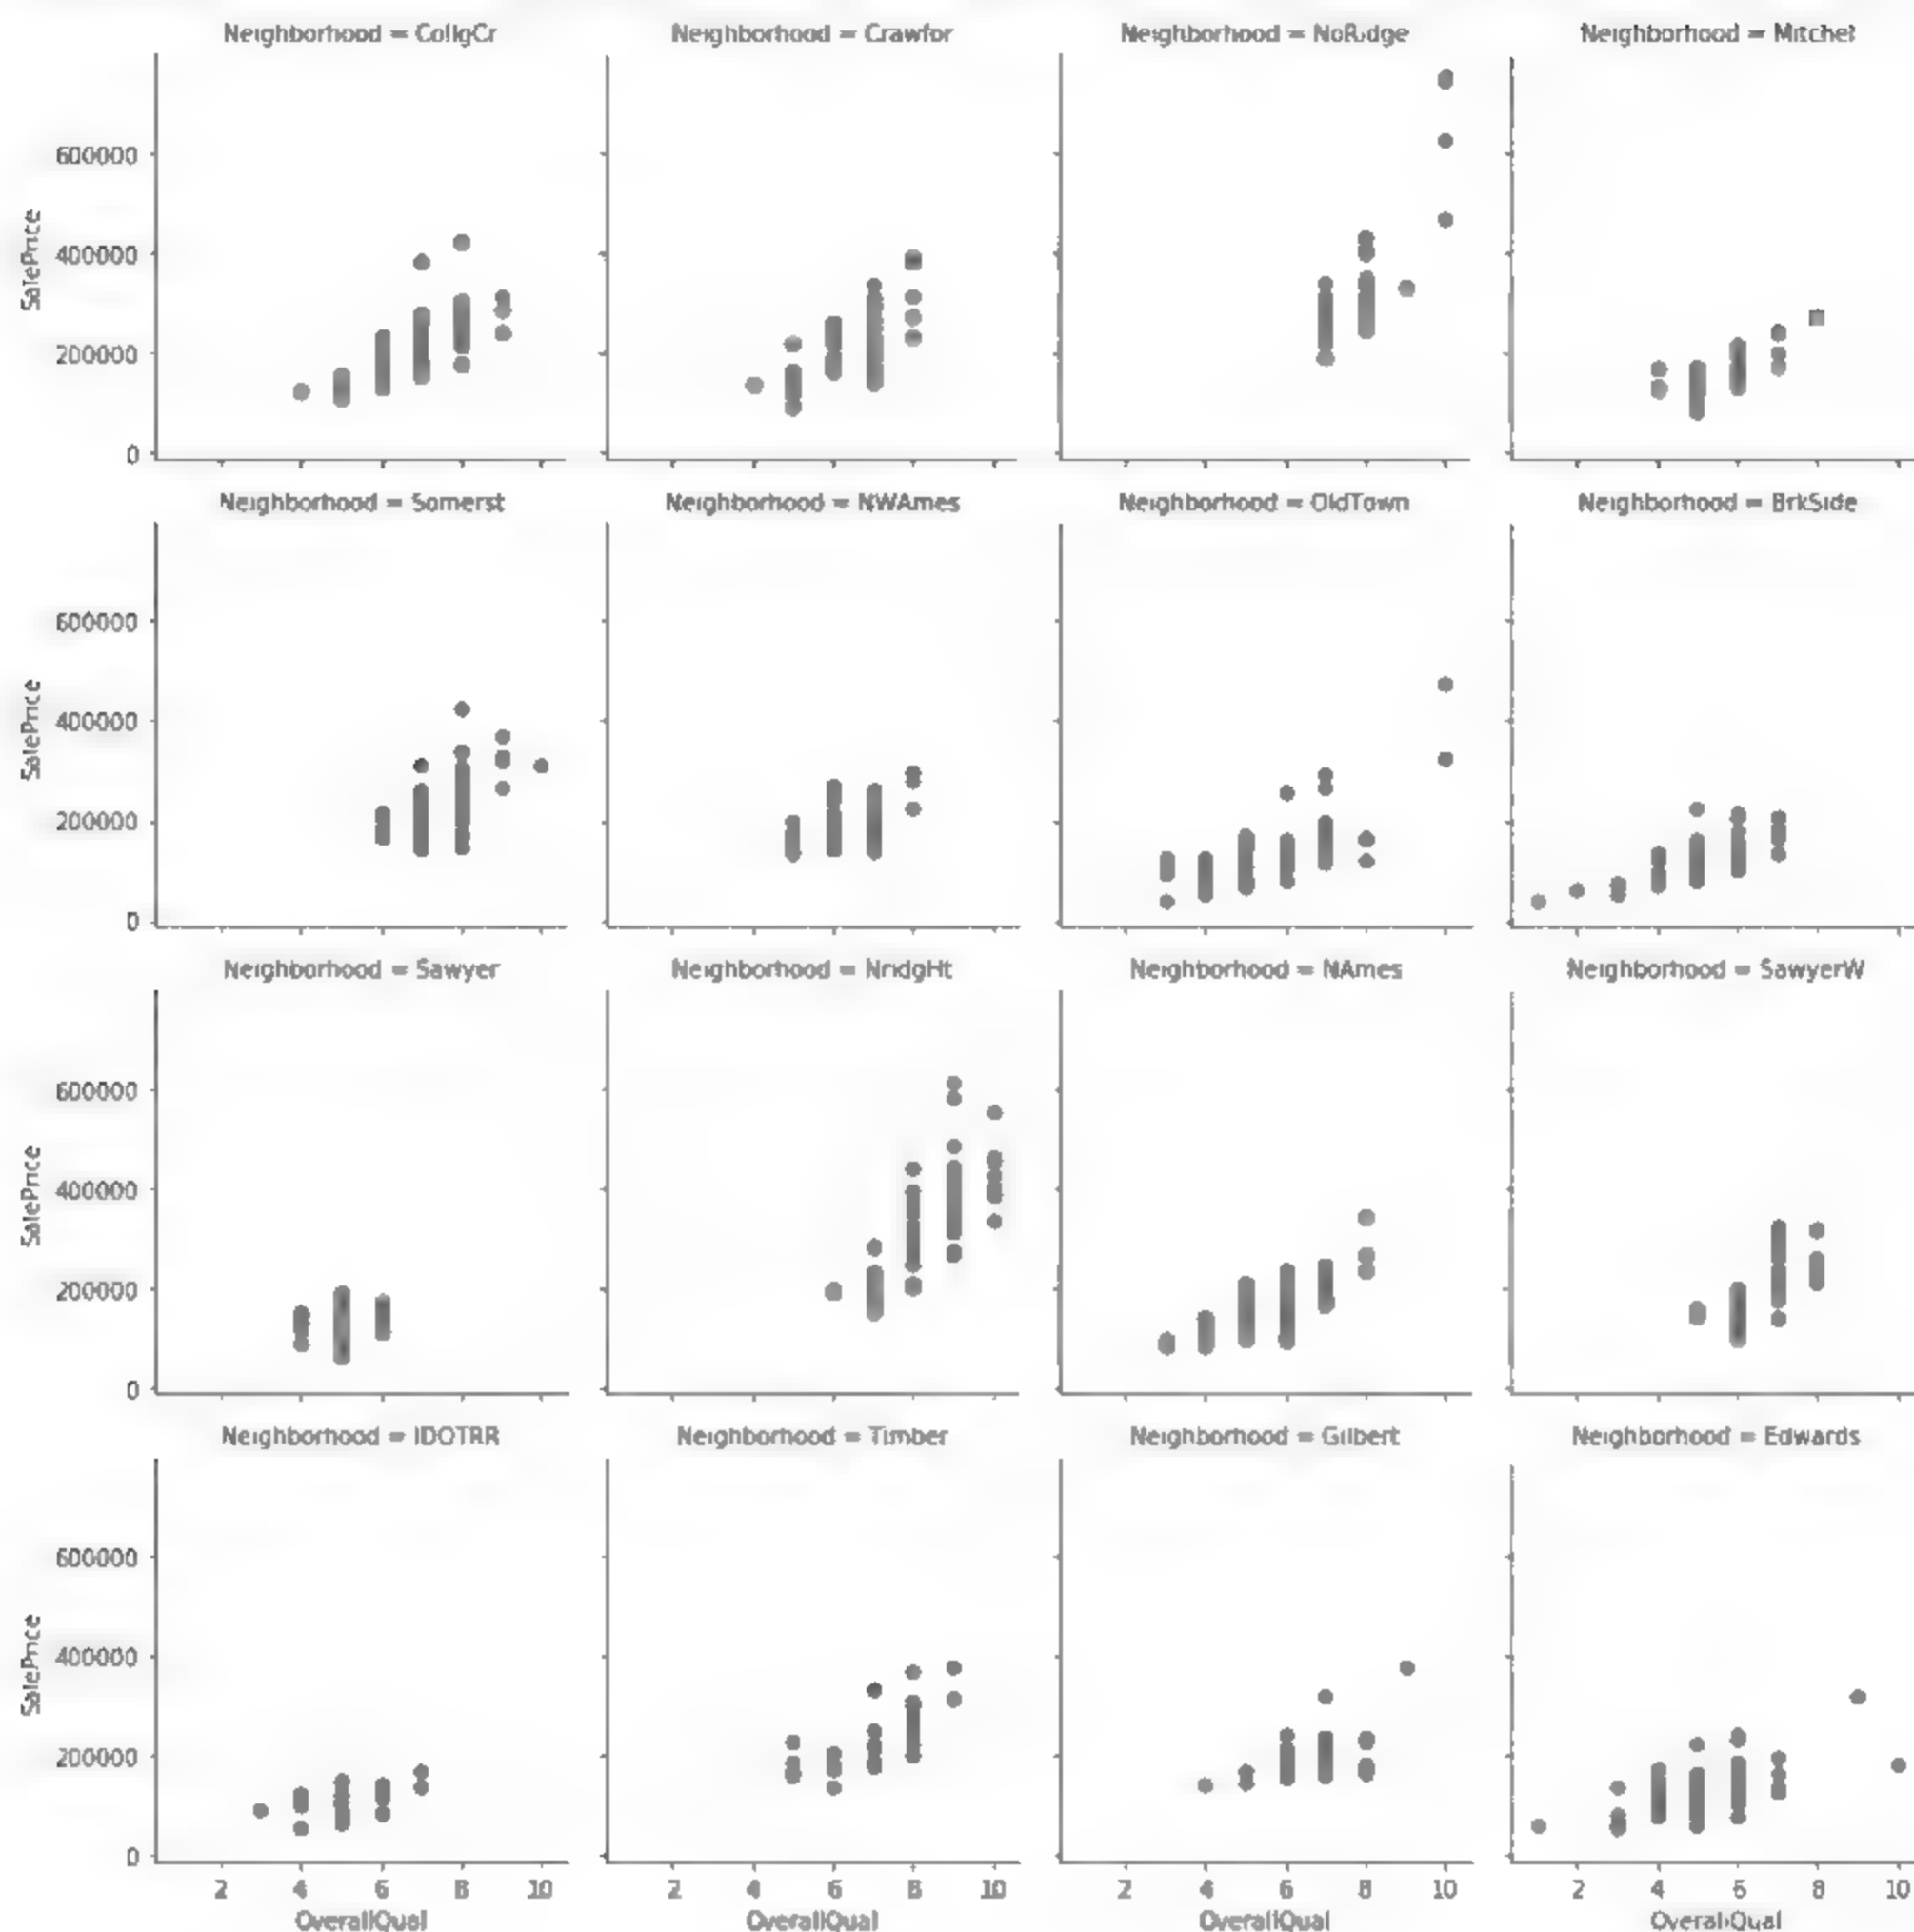 Neighborhood = CollgCr
Neighborhood = Crawfor
Neighborhood = NoRidge
Neighborhood = Mitchel
600000
400000
200000
0
SalePrice
Neighborhood = Somerst
Neighborhood = NWAmes
Neighborhood = OldTown
Neighborhood = BrkSide
600000
400000
200000
0
SalePrice
Neighborhood = Sawyer
Neighborhood = NridgHt
Neighborhood = NAmes
Neighborhood = SawyerW
600000
400000
200000
0
SalePrice
Neighborhood = IDOTRR
Neighborhood = Timber
Neighborhood = Gilbert
Neighborhood = Edwards
600000
400000
200000
0
SalePrice
2 4 6 8 10
2 4 6 8 10
2 4 6 8 10
2 4 6 8 10
OverallQual
OverallQual
OverallQual
OverallQual